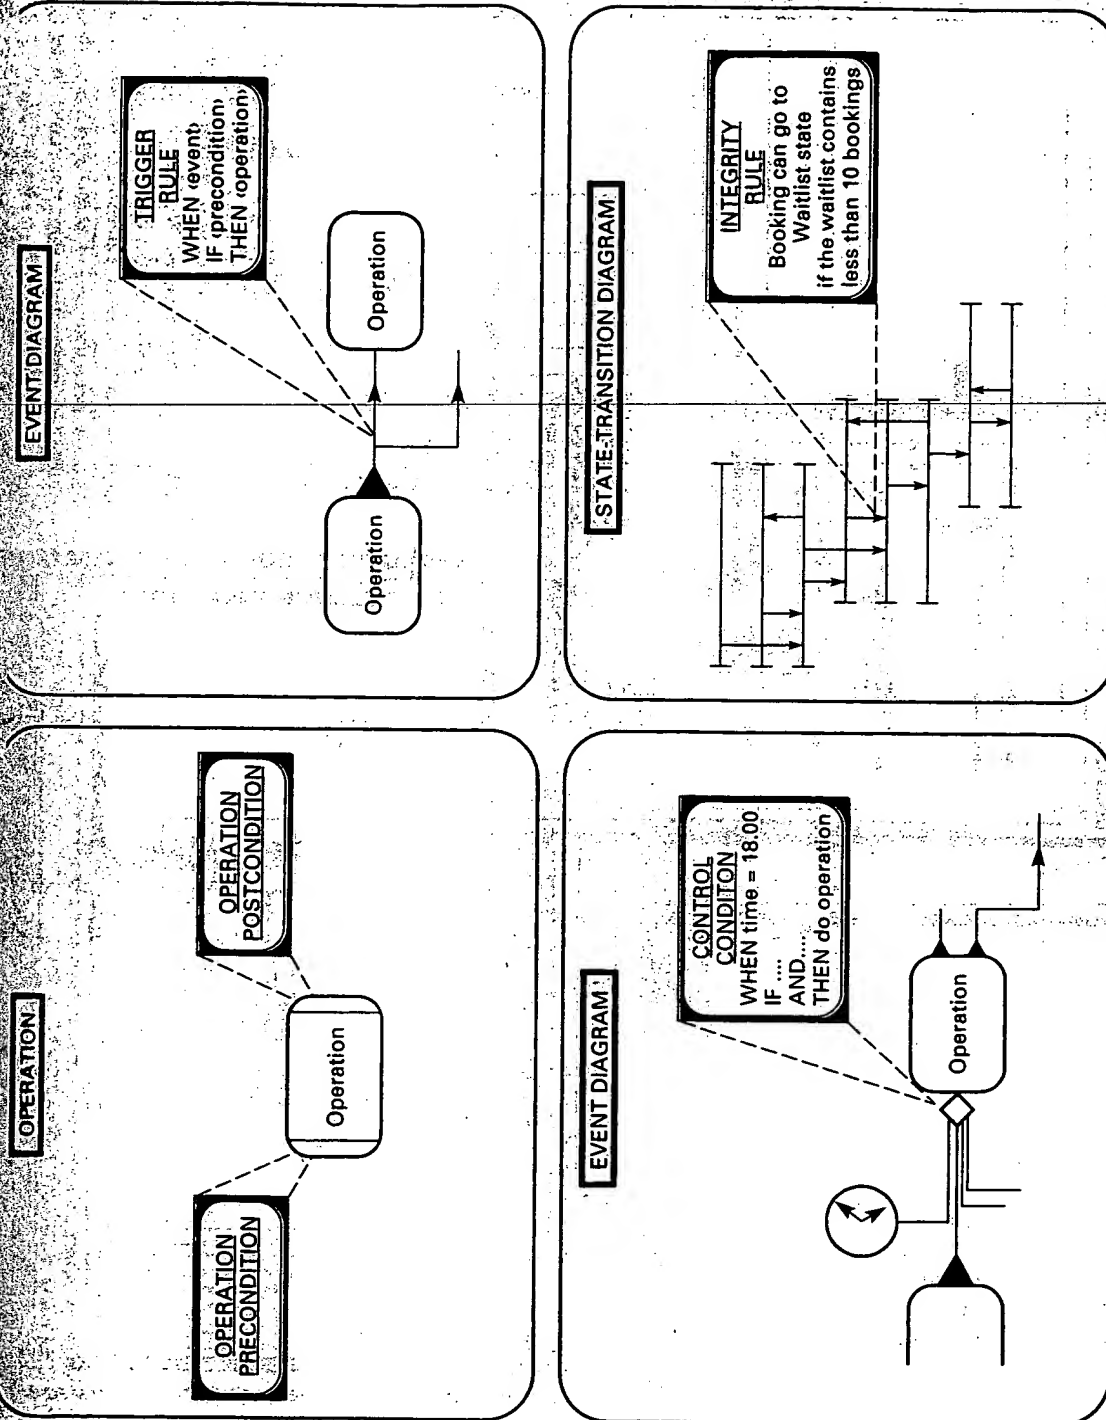 OPERATION
OPERATION
PRECONDITION
OPERATION
POSTCONDITION
Operation
EVENT DIAGRAM
TRIGGER
RULE
WHEN ‹event›
IF ‹precondition›
THEN ‹operation›
Operation
Operation
EVENT DIAGRAM
CONTROL
CONDITON
WHEN time = 18.00
IF ....
AND....
THEN do operation
Operation
STATE-TRANSITION DIAGRAM
INTEGRITY
RULE
Booking can go to
Waitlist state
if the waitlist contains
less than 10 bookings